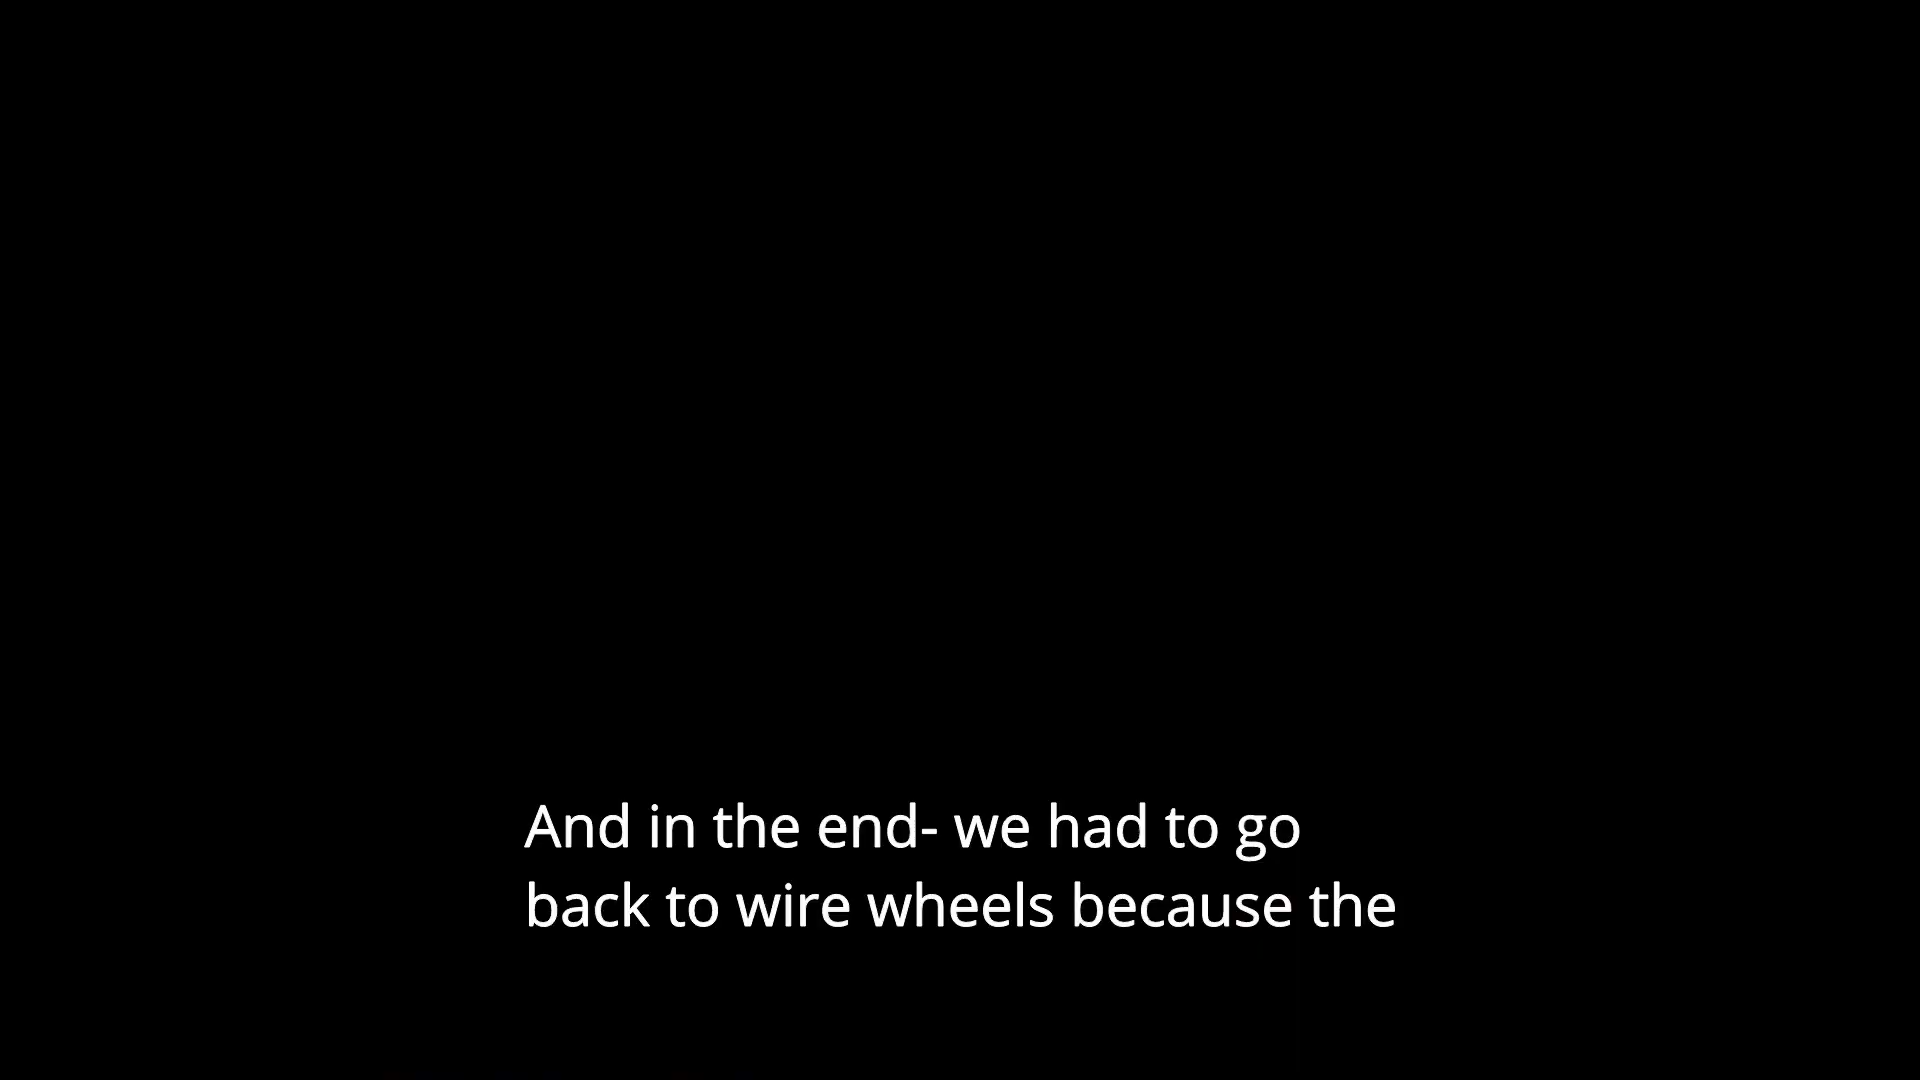 And in the end- we had to go
back to wire wheels because the